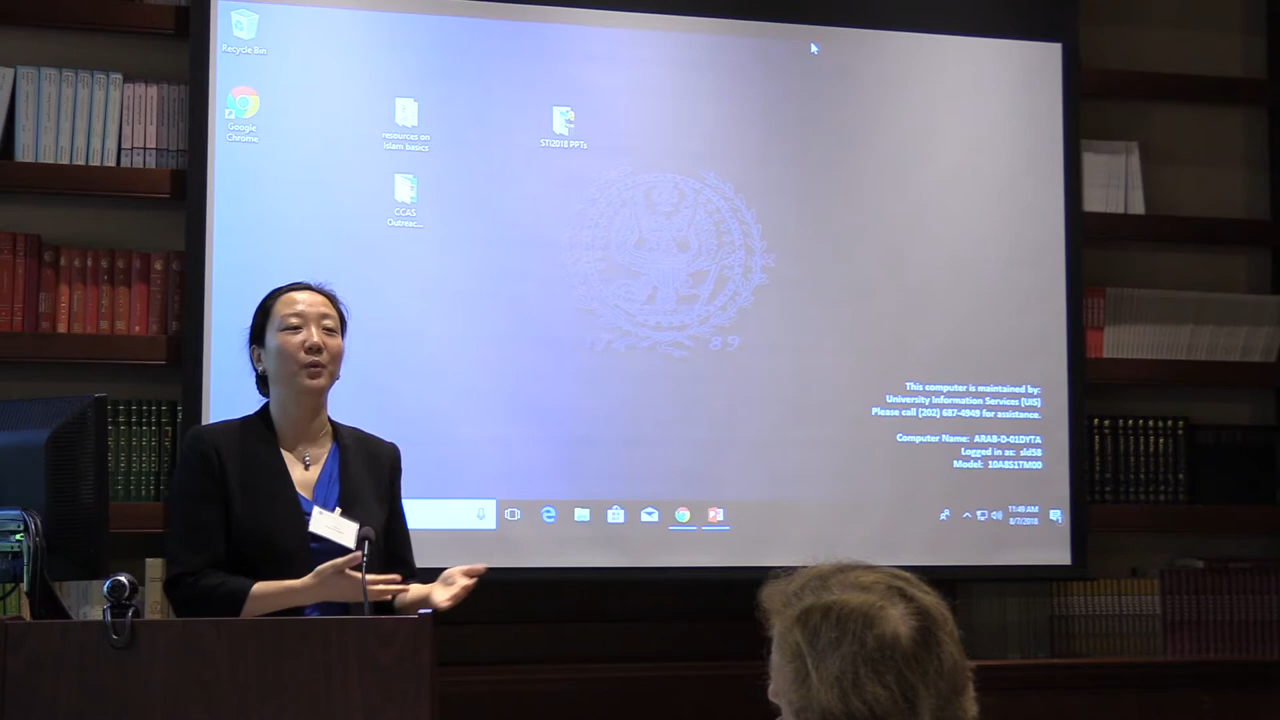 Recycle Bin
Google
Chrome
resources on
Islam basics
CCAS
Outreac...
STI2018 PPTs
89
This computer is maintained by:
University Information Services (UIS)
Please call (202) 687-4949 for assistance.
Computer Name: ARAB-D-01DYTA
Logged in as: sld58
Model: 10A8S1TM00
11:49 AM
8/7/2018